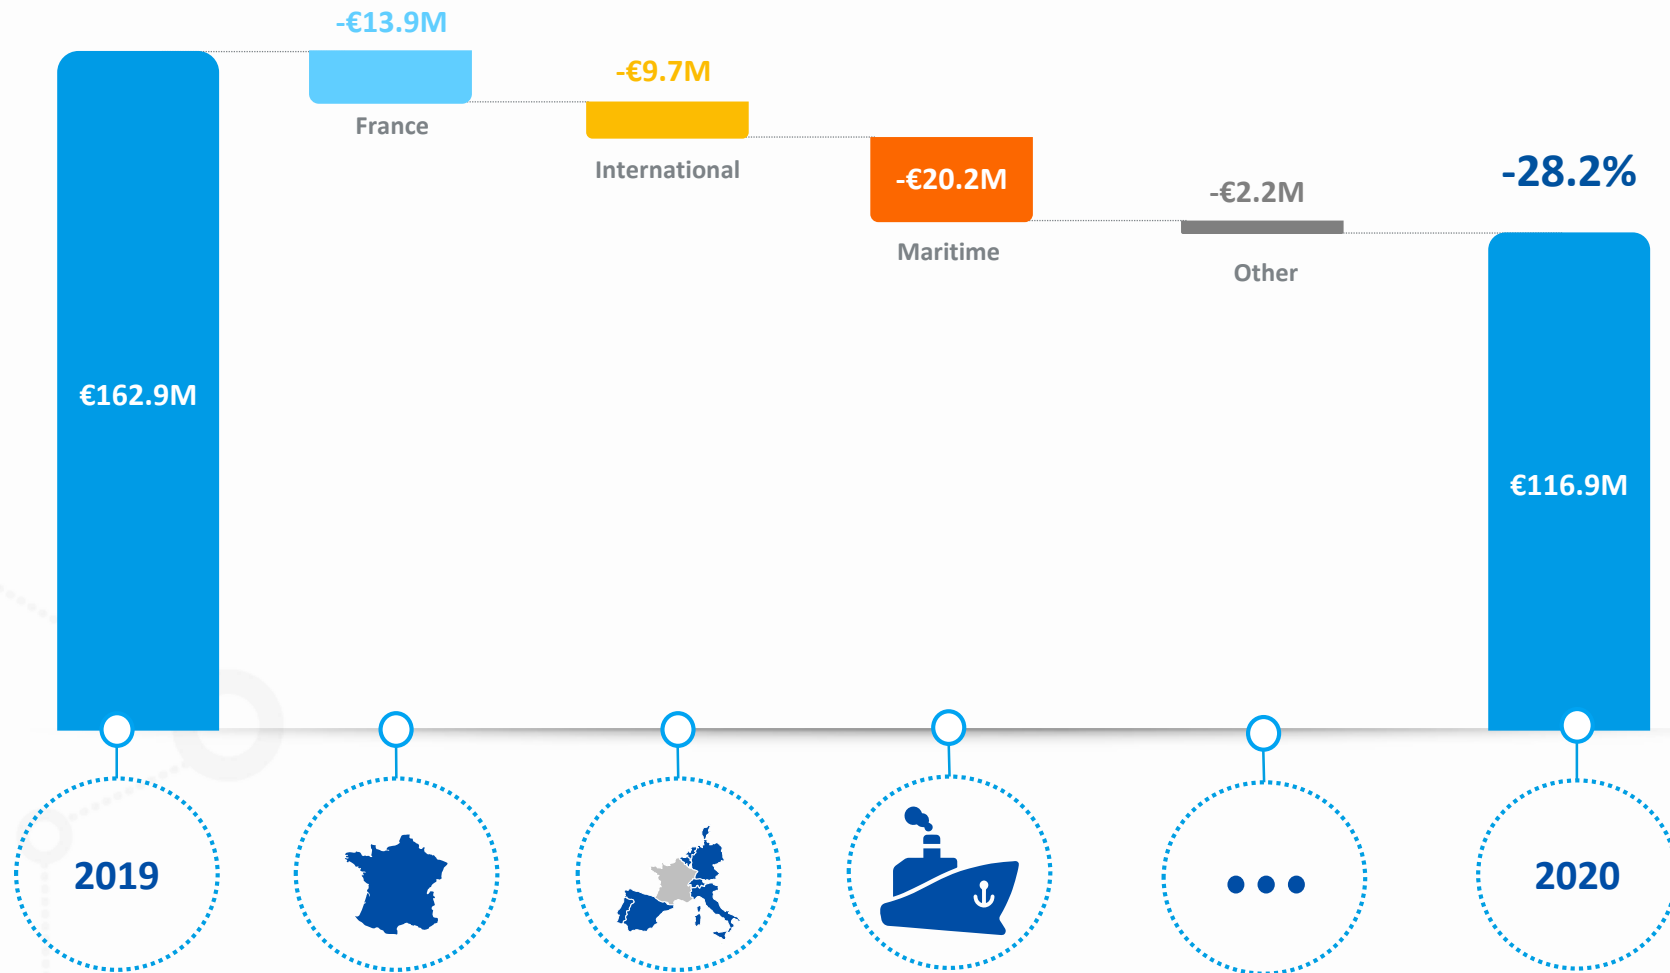 -€13.9M
France
-€9.7M
International
-€20.2M
Maritime
-€2.2M
Other
-28.2%
€162.9M
€116.9M
2019
2020